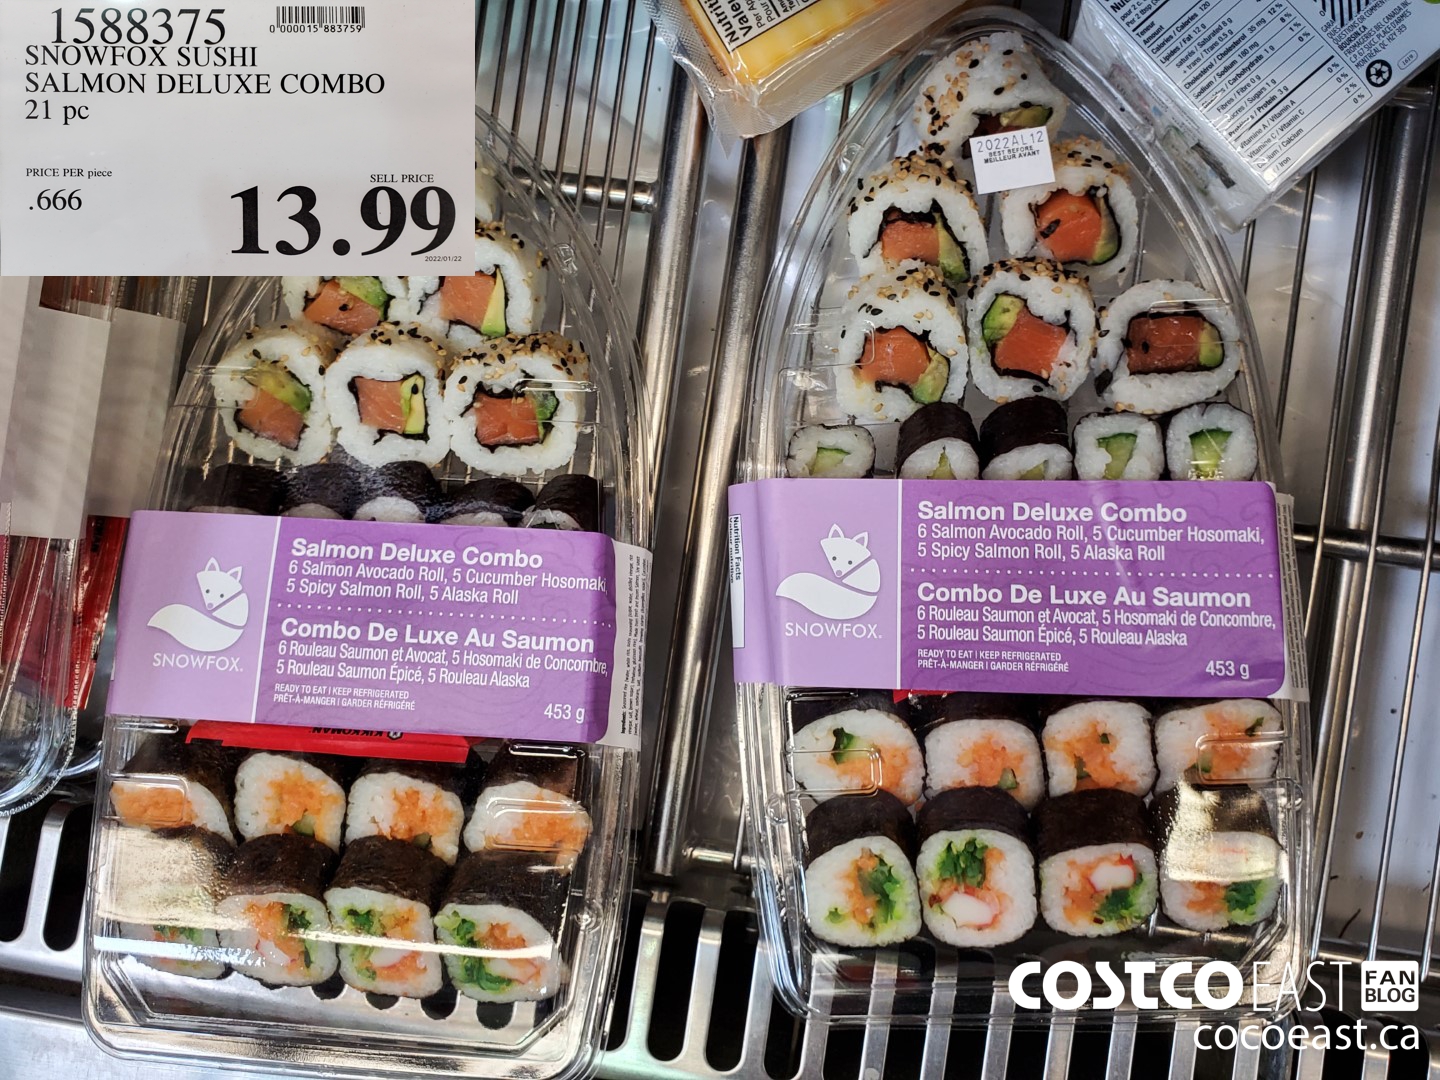 1588375
0"000015"883759"
SNOWFOX SUSHI
SALMON DELUXE COMBO
21 pc
PRICE PER piece
.666
SELL PRICE
13.99
2022/01/22
2022AL12
BEST BEFORE
MEILLEUR AVANT
SNOWFOX.
Salmon Deluxe Combo
6 Salmon Avocado Roll, 5 Cucumber Hosomaki,
5 Spicy Salmon Roll, 5 Alaska Roll
Combo De Luxe Au Saumon
6 Rouleau Saumon et Avocat, 5 Hosomaki de Concombre,
5 Rouleau Saumon Épicé, 5 Rouleau Alaska
READY TO EAT | KEEP REFRIGERATED
PRÊT-À-MANGER | GARDER RÉFRIGÉRÉ
453 g
KIKKOMAN
Nutrition Facts
SNOWFOX.
Salmon Deluxe Combo
6 Salmon Avocado Roll, 5 Cucumber Hosomaki,
5 Spicy Salmon Roll, 5 Alaska Roll
Combo De Luxe Au Saumon
6 Rouleau Saumon et Avocat, 5 Hosomaki de Concombre,
5 Rouleau Saumon Épicé, 5 Rouleau Alaska
READY TO EAT | KEEP REFRIGERATED
PRÊT-À-MANGER | GARDER RÉFRIGÉRÉ
453 g
COSTCO EAST FAN BLOG
cocoeast.ca